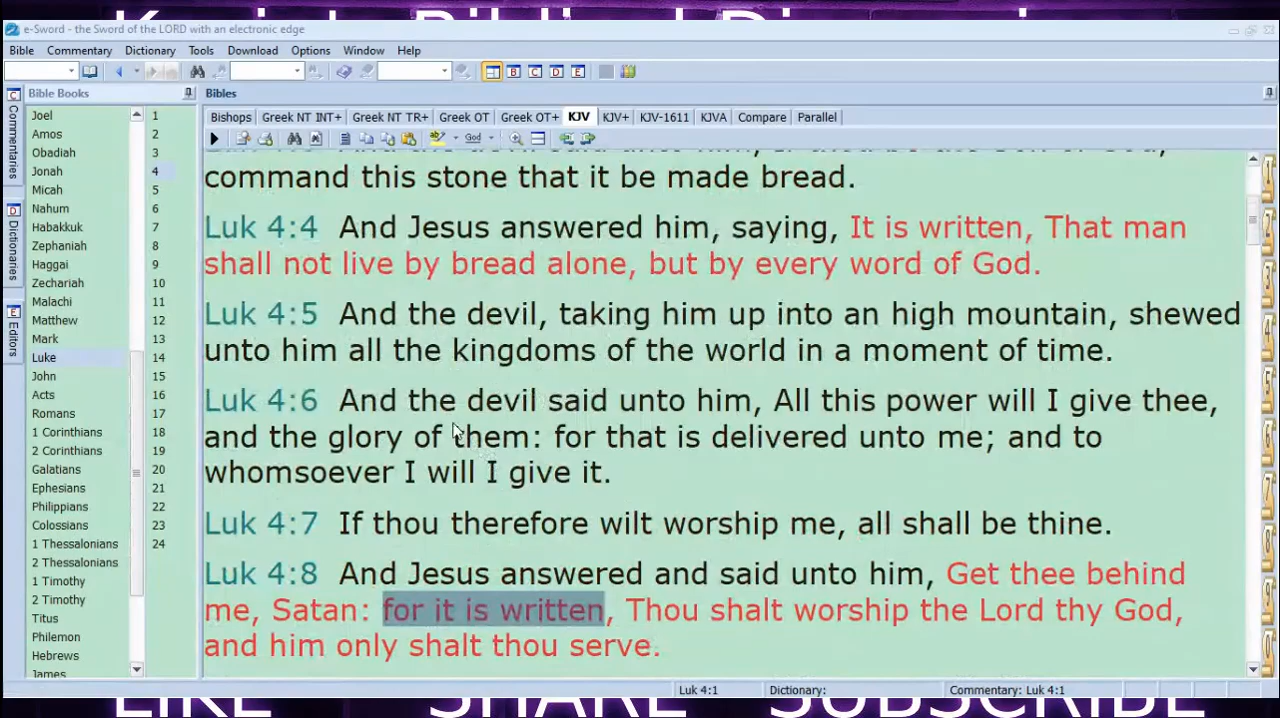 e-Sword - the Sword of the LORD with an electronic edge
Bible Commentary Dictionary Tools Download Options Window Help
B C D E
Bible Books
Bibles
C Commentaries
D Dictionaries
E Editors
Joel 1
Amos 2
Obadiah 3
Jonah 4
Micah 5
Nahum 6
Habakkuk 7
Zephaniah 8
Haggai 9
Zechariah 10
Malachi 11
Matthew 12
Mark 13
Luke 14
John 15
Acts 16
Romans 17
1 Corinthians 18
2 Corinthians 19
Galatians 20
Ephesians 21
Philippians 22
Colossians 23
1 Thessalonians 24
2 Thessalonians
1 Timothy
2 Timothy
Titus
Philemon
Hebrews
James
Bishops Greek NT INT+ Greek NT TR+ Greek OT Greek OT+ KJV KJV+ KJV-1611 KJVA Compare Parallel
God
command this stone that it be made bread.
Luk 4:4 And Jesus answered him, saying, It is written, That man
shall not live by bread alone, but by every word of God.
Luk 4:5 And the devil, taking him up into an high mountain, shewed
unto him all the kingdoms of the world in a moment of time.
Luk 4:6 And the devil said unto him, All this power will I give thee,
and the glory of them: for that is delivered unto me; and to
whomsoever I will I give it.
Luk 4:7 If thou therefore wilt worship me, all shall be thine.
Luk 4:8 And Jesus answered and said unto him, Get thee behind
me, Satan: for it is written, Thou shalt worship the Lord thy God,
and him only shalt thou serve.
Luk 4:1 Dictionary: Commentary: Luk 4:1
LIKE SHARE SUBSCRIBE